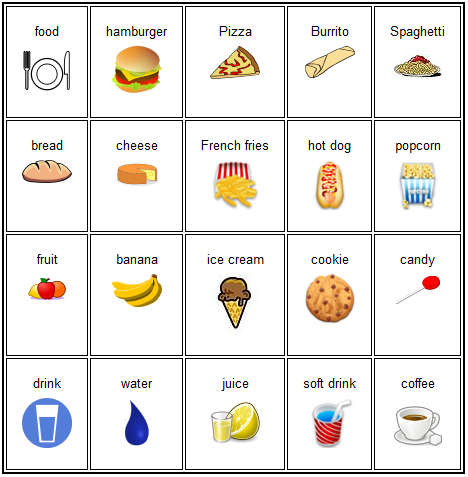 food hamburger Pizza Burrito Spaghetti
bread cheese French fries hot dog popcorn
fruit banana ice cream cookie candy
drink water juice soft drink coffee